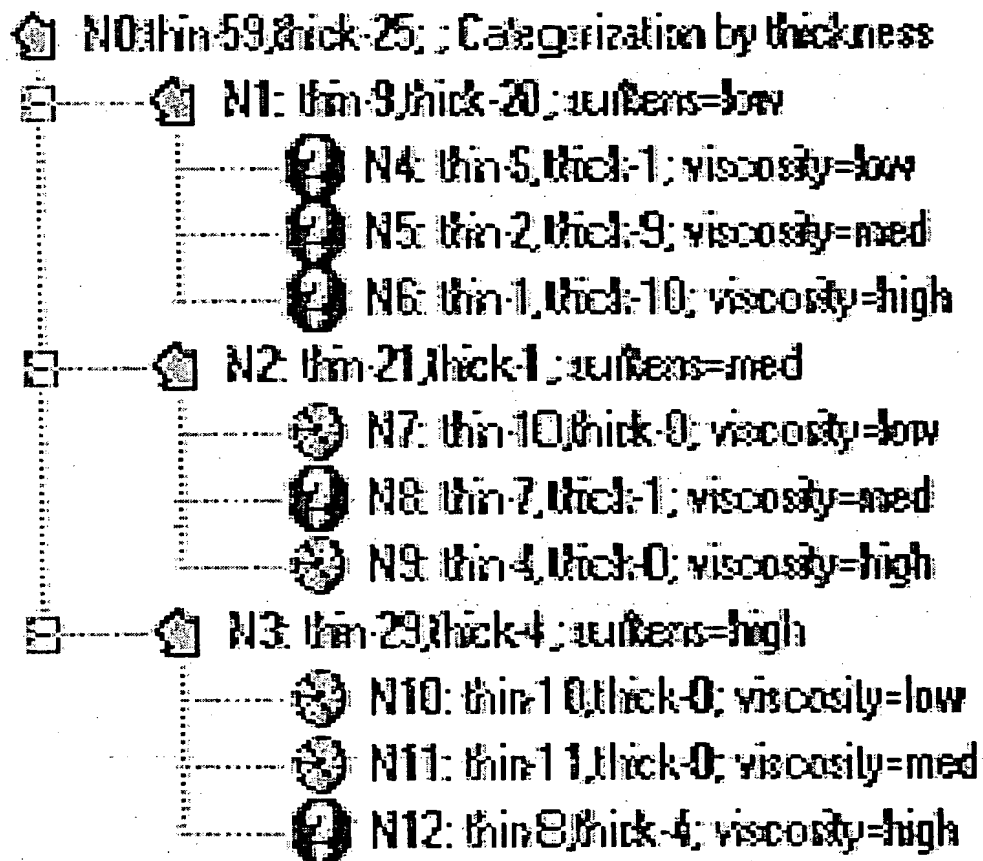 N0:thin-59,thick-25; ; Categorization by thickness
N1: thin-9,thick-20 ; surftens=low
N4: thin-6,thick-1; viscosity=low
N5: thin-2,thick-9; viscosity=med
N6: thin-1,thick-10; viscosity=high
N2: thin-21,thick-1 ; surftens=med
N7: thin-10,thick-0; viscosity=low
N8: thin-7,thick-1; viscosity=med
N9: thin-4,thick-0; viscosity=high
N3: thin-29,thick-4 ; surftens=high
N10: thin-10,thick-0; viscosity=low
N11: thin-11,thick-0; viscosity=med
N12: thin-8,thick-4; viscosity=high